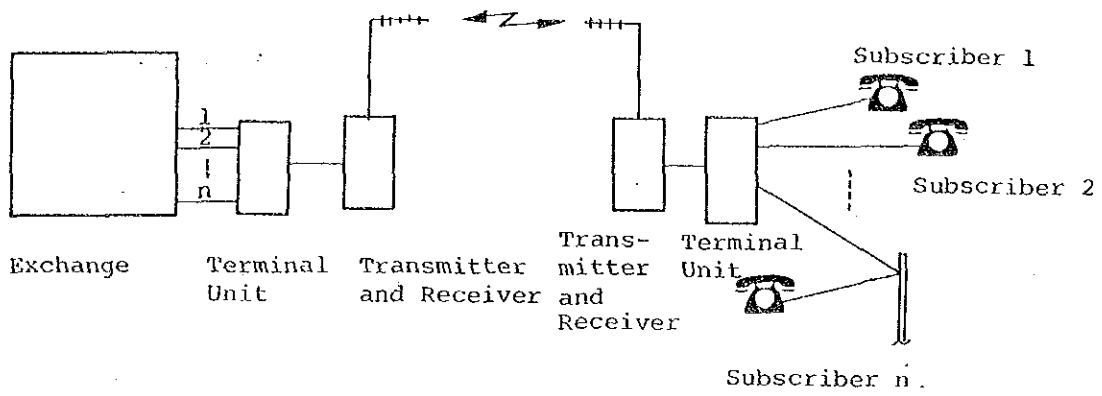 Subscriber 1
1
2
n
Subscriber 2
Exchange
Terminal
Unit
Transmitter
and Receiver
Trans-
mitter
and
Receiver
Terminal
Unit
Subscriber n.